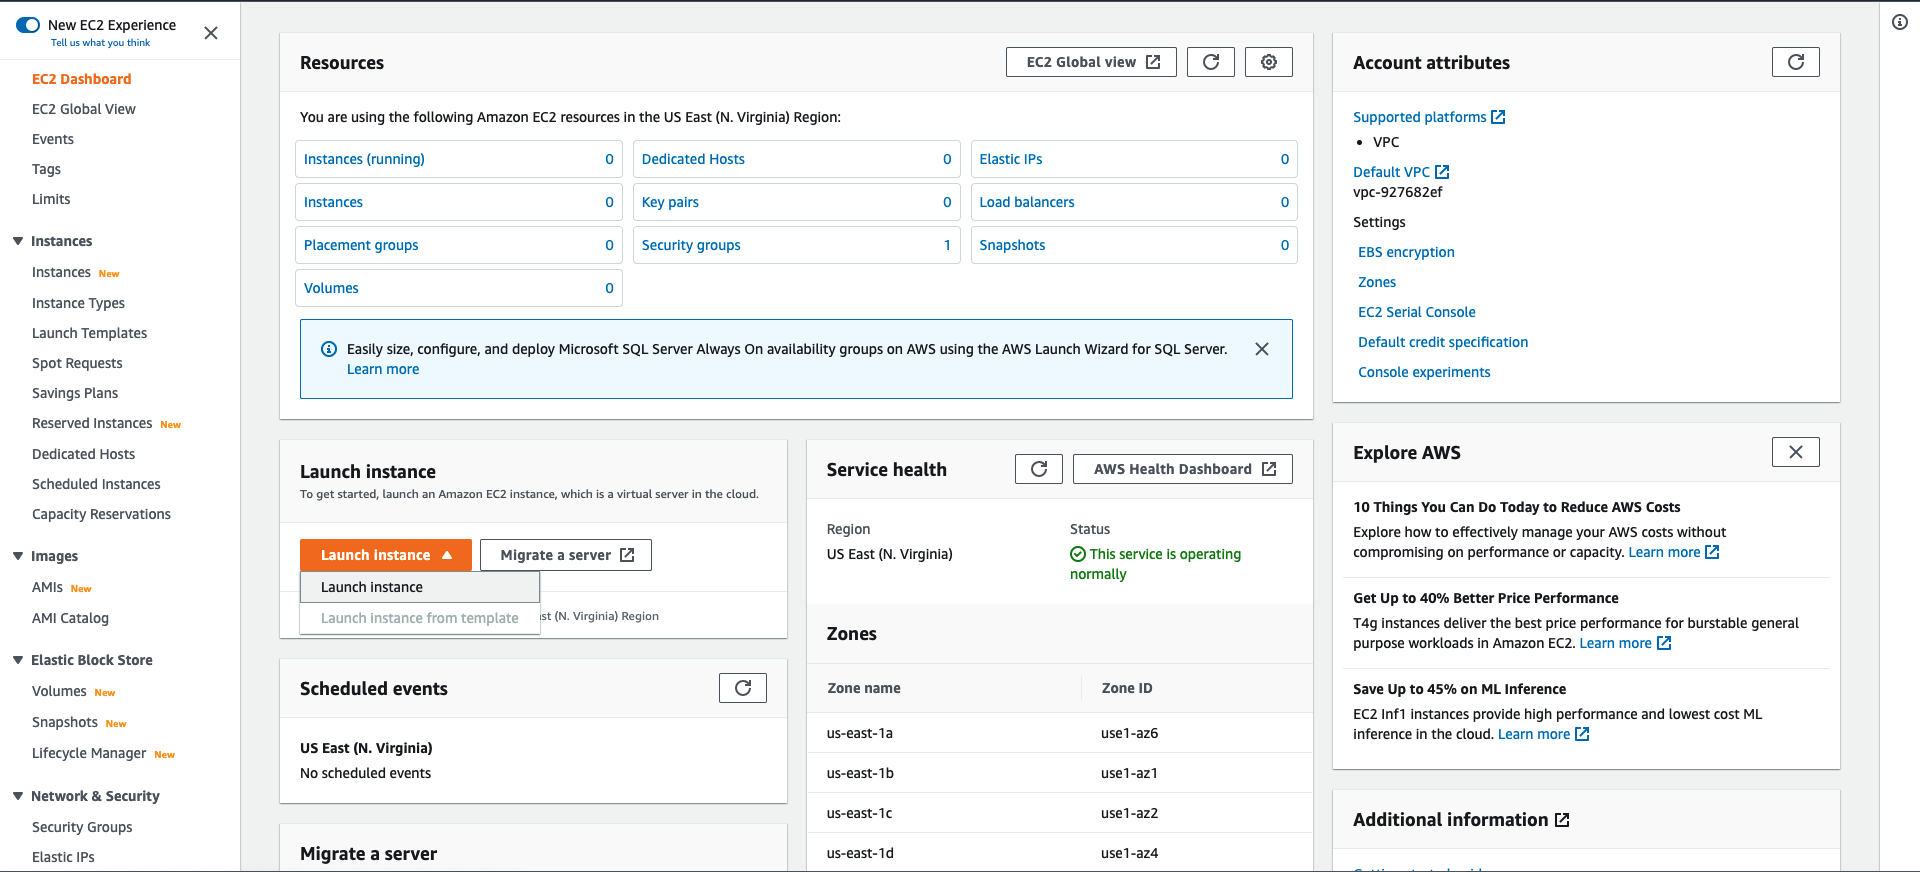 New EC2 Experience
Tell us what you think
EC2 Dashboard
EC2 Global View
Events
Tags
Limits
Instances
Instances New
Instance Types
Launch Templates
Spot Requests
Savings Plans
Reserved Instances New
Dedicated Hosts
Scheduled Instances
Capacity Reservations
Images
AMIs New
AMI Catalog
Elastic Block Store
Volumes New
Snapshots New
Lifecycle Manager New
Network & Security
Security Groups
Elastic IPs
Resources
EC2 Global view
You are using the following Amazon EC2 resources in the US East (N. Virginia) Region:
Instances (running) 0
Dedicated Hosts 0
Elastic IPs 0
Instances 0
Key pairs 0
Load balancers 0
Placement groups 0
Security groups 1
Snapshots 0
Volumes 0
Easily size, configure, and deploy Microsoft SQL Server Always On availability groups on AWS using the AWS Launch Wizard for SQL Server.
Learn more
Launch instance
To get started, launch an Amazon EC2 instance, which is a virtual server in the cloud.
Launch instance
Migrate a server
Launch instance
Launch instance from template
st (N. Virginia) Region
Scheduled events
US East (N. Virginia)
No scheduled events
Migrate a server
Service health
AWS Health Dashboard
Region
US East (N. Virginia)
Status
This service is operating
normally
Zones
Zone name Zone ID
us-east-1a use1-az6
us-east-1b use1-az1
us-east-1c use1-az2
us-east-1d use1-az4
Account attributes
Supported platforms
• VPC
Default VPC
vpc-927682ef
Settings
EBS encryption
Zones
EC2 Serial Console
Default credit specification
Console experiments
Explore AWS
10 Things You Can Do Today to Reduce AWS Costs
Explore how to effectively manage your AWS costs without
compromising on performance or capacity. Learn more
Get Up to 40% Better Price Performance
T4g instances deliver the best price performance for burstable general
purpose workloads in Amazon EC2. Learn more
Save Up to 45% on ML Inference
EC2 Inf1 instances provide high performance and lowest cost ML
inference in the cloud. Learn more
Additional information